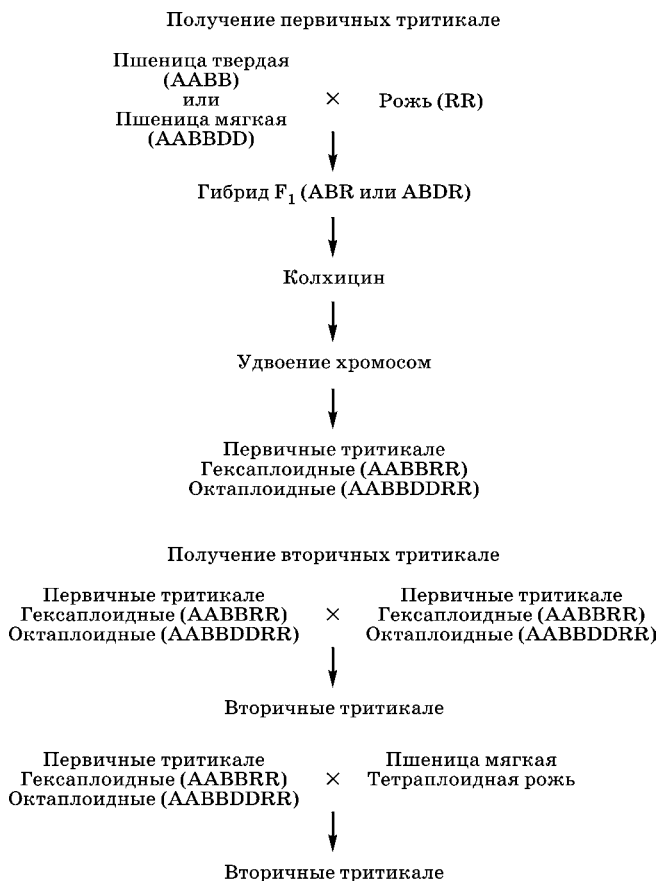 Получение первичных тритикале
Пшеница твердая
(AABB)
или
Пшеница мягкая
(AABBDD)
× Рожь (RR)
Гибрид F₁ (ABR или ABDR)
Колхицин
Удвоение хромосом
Первичные тритикале
Гексаплоидные (AABBRR)
Октаплоидные (AABBDDRR)
Получение вторичных тритикале
Первичные тритикале
Гексаплоидные (AABBRR)
Октаплоидные (AABBDDRR)
×
Первичные тритикале
Гексаплоидные (AABBRR)
Октаплоидные (AABBDDRR)
Вторичные тритикале
Первичные тритикале
Гексаплоидные (AABBRR)
Октаплоидные (AABBDDRR)
×
Пшеница мягкая
Тетраплоидная рожь
Вторичные тритикале